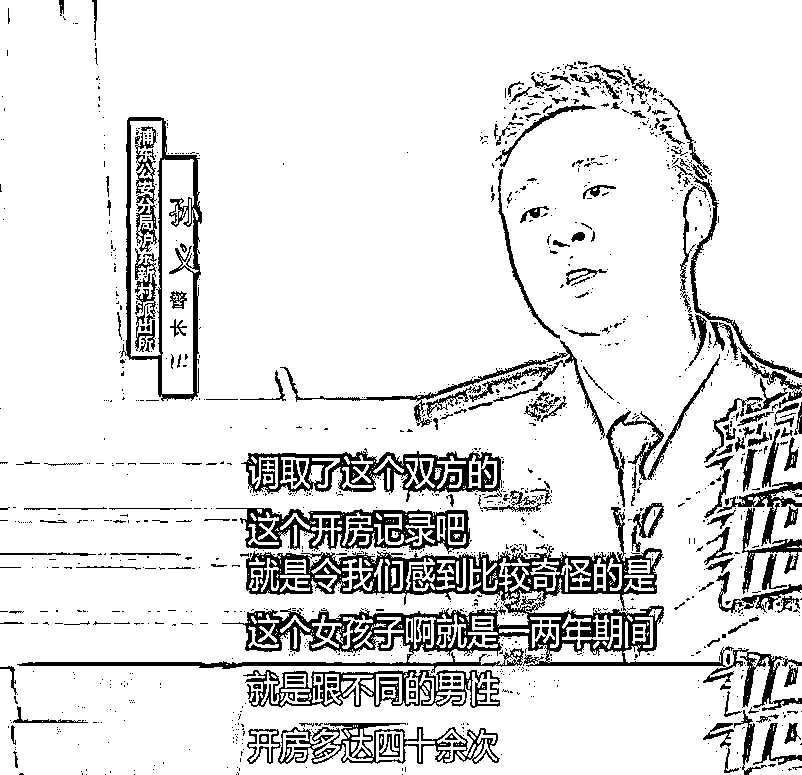 浦东公安分局沪东新村派出所
孙义
警长
调取了这个双方的
这个开房记录吧
就是令我们感到比较奇怪的是
这个女孩子啊就是一两年期间
就是跟不同的男性
开房多达四十余次